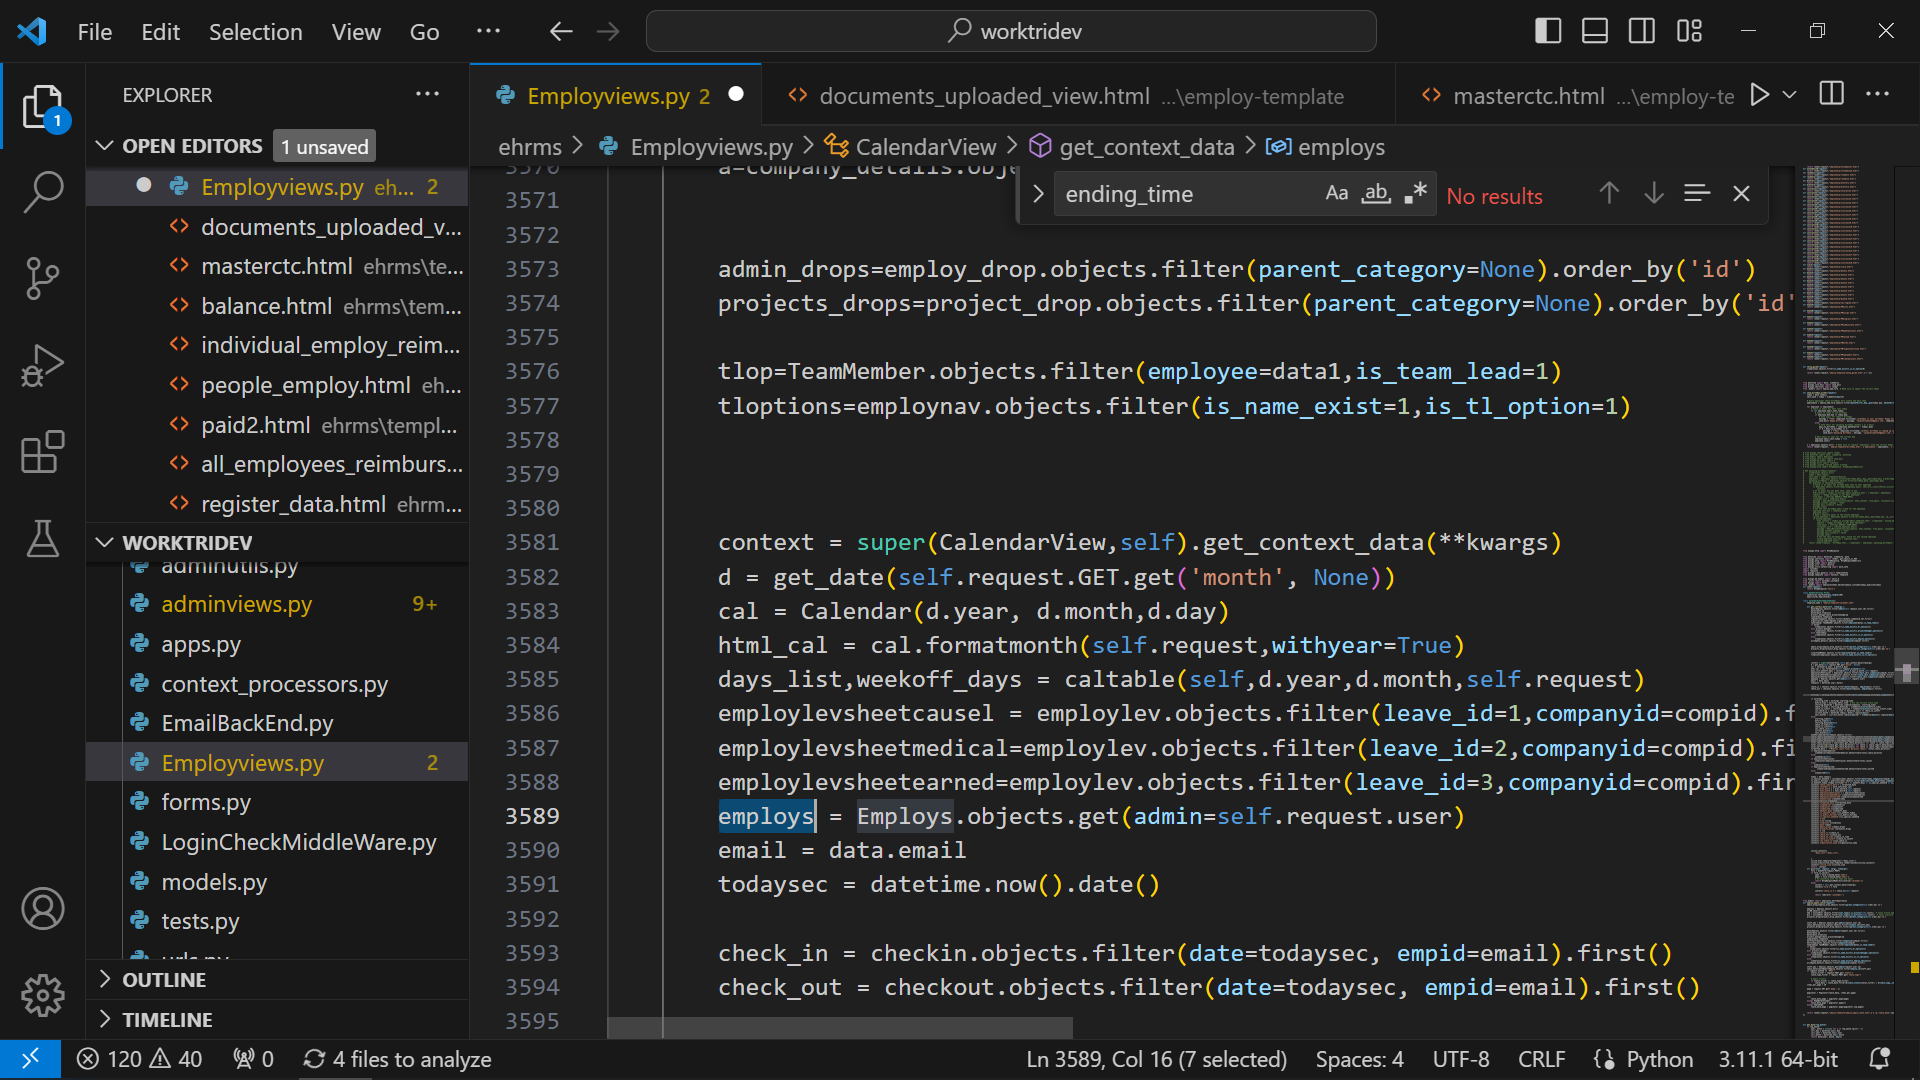 File Edit Selection View Go ··· worktridev
EXPLORER ···
OPEN EDITORS 1 unsaved
Employviews.py eh... 2
documents_uploaded_v...
masterctc.html ehrms\te...
balance.html ehrms\tem...
individual_employ_reim...
people_employ.html eh...
paid2.html ehrms\templ...
all_employees_reimburs...
register_data.html ehrm...
WORKTRIDEV
adminutils.py
adminviews.py 9+
apps.py
context_processors.py
EmailBackEnd.py
Employviews.py 2
forms.py
LoginCheckMiddleWare.py
models.py
tests.py
urls.py
OUTLINE
TIMELINE
1
Employviews.py 2 documents_uploaded_view.html ...\employ-template masterctc.html ...\employ-te
ehrms > Employviews.py > CalendarView > get_context_data > employs
ending_time Aa ab .* No results
3570 a=company_details.obje
3571
3572
3573 admin_drops=employ_drop.objects.filter(parent_category=None).order_by('id')
3574 projects_drops=project_drop.objects.filter(parent_category=None).order_by('id'
3575
3576 tlop=TeamMember.objects.filter(employee=data1,is_team_lead=1)
3577 tloptions=employnav.objects.filter(is_name_exist=1,is_tl_option=1)
3578
3579
3580
3581 context = super(CalendarView,self).get_context_data(**kwargs)
3582 d = get_date(self.request.GET.get('month', None))
3583 cal = Calendar(d.year, d.month,d.day)
3584 html_cal = cal.formatmonth(self.request,withyear=True)
3585 days_list,weekoff_days = caltable(self,d.year,d.month,self.request)
3586 employlevsheetcausel = employlev.objects.filter(leave_id=1,companyid=compid).f
3587 employlevsheetmedical=employlev.objects.filter(leave_id=2,companyid=compid).fi
3588 employlevsheetearned=employlev.objects.filter(leave_id=3,companyid=compid).fir
3589 employs = Employs.objects.get(admin=self.request.user)
3590 email = data.email
3591 todaysec = datetime.now().date()
3592
3593 check_in = checkin.objects.filter(date=todaysec, empid=email).first()
3594 check_out = checkout.objects.filter(date=todaysec, empid=email).first()
3595
120 40 0 4 files to analyze Ln 3589, Col 16 (7 selected) Spaces: 4 UTF-8 CRLF {} Python 3.11.1 64-bit